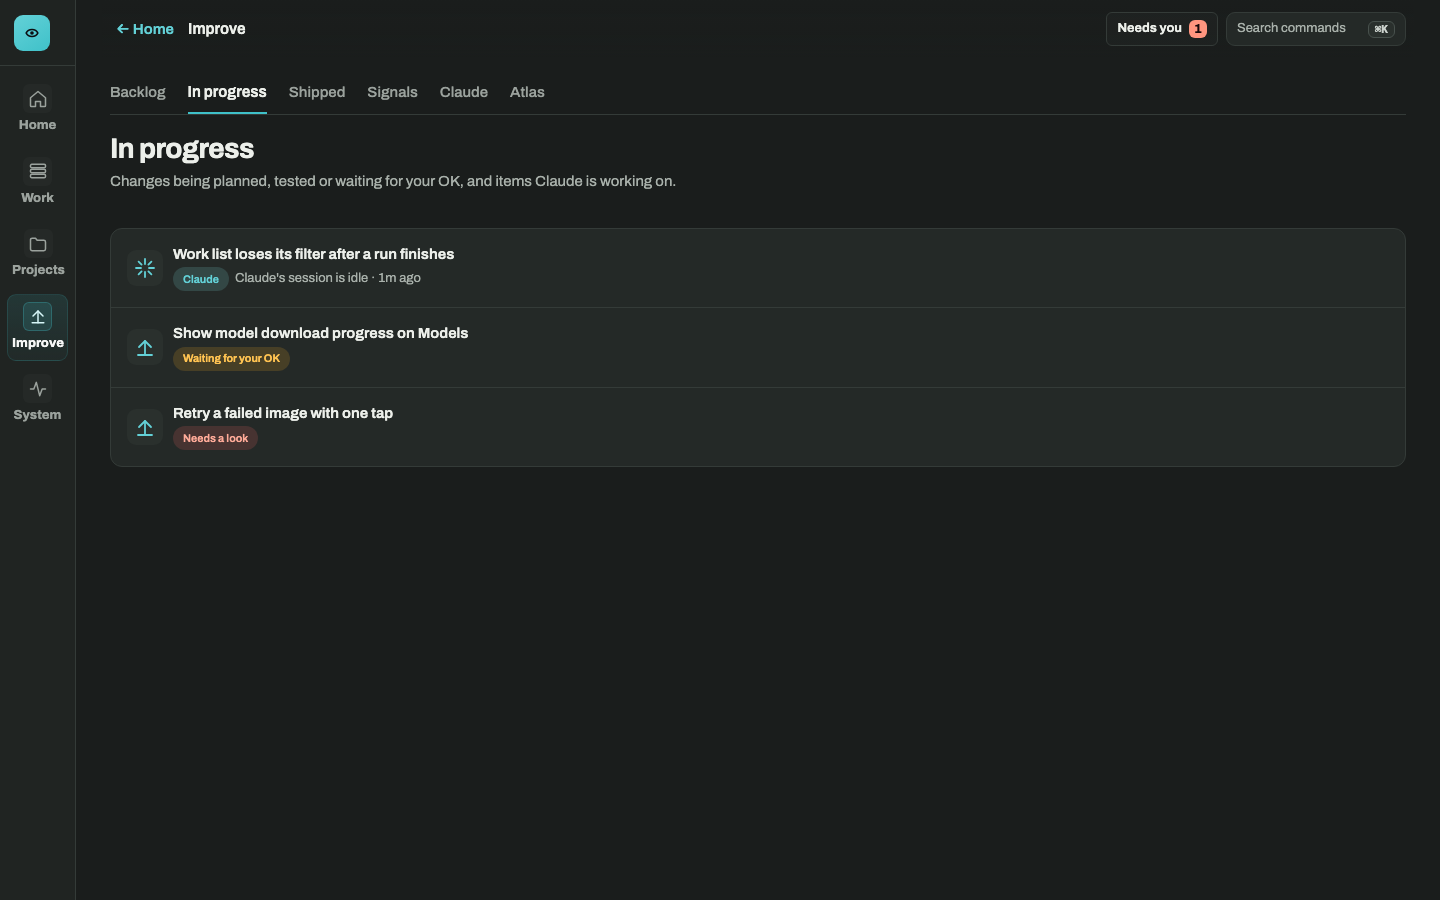 ← Home Improve
Needs you 1
Search commands ⌘K
Home
Work
Projects
Improve
System
Backlog In progress Shipped Signals Claude Atlas
In progress
Changes being planned, tested or waiting for your OK, and items Claude is working on.
Work list loses its filter after a run finishes
Claude Claude's session is idle · 1m ago
Show model download progress on Models
Waiting for your OK
Retry a failed image with one tap
Needs a look